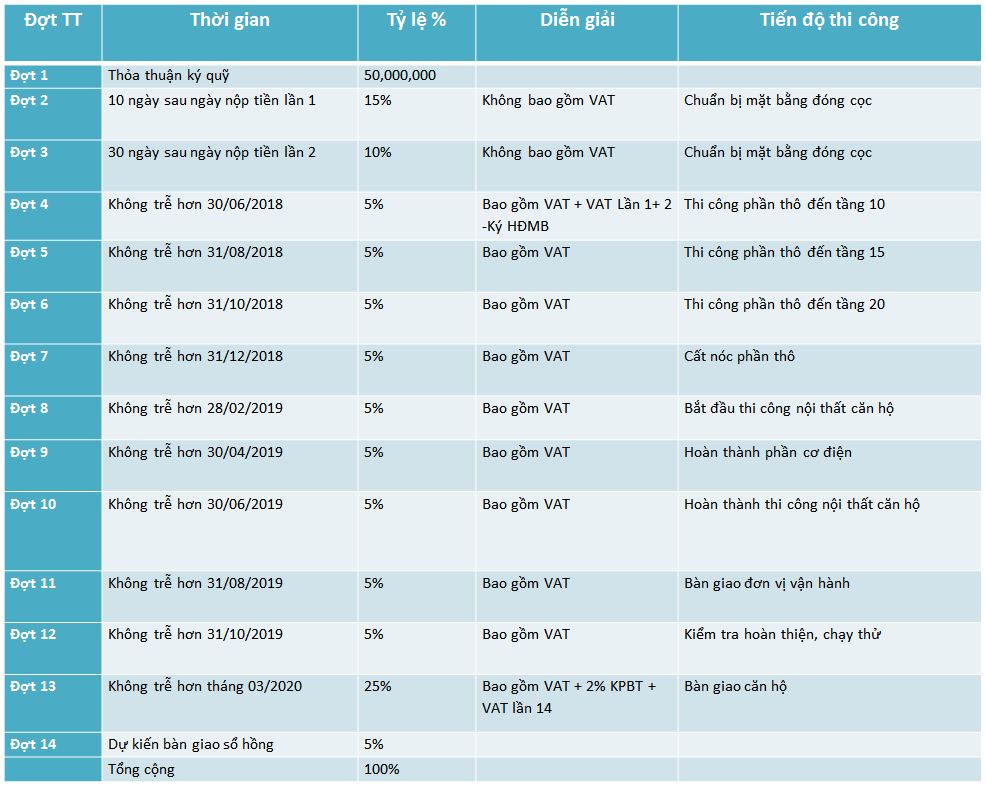 Đợt TT Thời gian Tỷ lệ % Diễn giải Tiến độ thi công
Đợt 1 Thỏa thuận ký quỹ 50,000,000
Đợt 2 10 ngày sau ngày nộp tiền lần 1 15% Không bao gồm VAT Chuẩn bị mặt bằng đóng cọc
Đợt 3 30 ngày sau ngày nộp tiền lần 2 10% Không bao gồm VAT Chuẩn bị mặt bằng đóng cọc
Đợt 4 Không trễ hơn 30/06/2018 5% Bao gồm VAT + VAT Lần 1+ 2 Thi công phần thô đến tầng 10
-Ký HĐMB
Đợt 5 Không trễ hơn 31/08/2018 5% Bao gồm VAT Thi công phần thô đến tầng 15
Đợt 6 Không trễ hơn 31/10/2018 5% Bao gồm VAT Thi công phần thô đến tầng 20
Đợt 7 Không trễ hơn 31/12/2018 5% Bao gồm VAT Cất nóc phần thô
Đợt 8 Không trễ hơn 28/02/2019 5% Bao gồm VAT Bắt đầu thi công nội thất căn hộ
Đợt 9 Không trễ hơn 30/04/2019 5% Bao gồm VAT Hoàn thành phần cơ điện
Đợt 10 Không trễ hơn 30/06/2019 5% Bao gồm VAT Hoàn thành thi công nội thất căn hộ
Đợt 11 Không trễ hơn 31/08/2019 5% Bao gồm VAT Bàn giao đơn vị vận hành
Đợt 12 Không trễ hơn 31/10/2019 5% Bao gồm VAT Kiểm tra hoàn thiện, chạy thử
Đợt 13 Không trễ hơn tháng 03/2020 25% Bao gồm VAT + 2% KPBT + Bàn giao căn hộ
VAT lần 14
Đợt 14 Dự kiến bàn giao sổ hồng 5%
Tổng cộng 100%